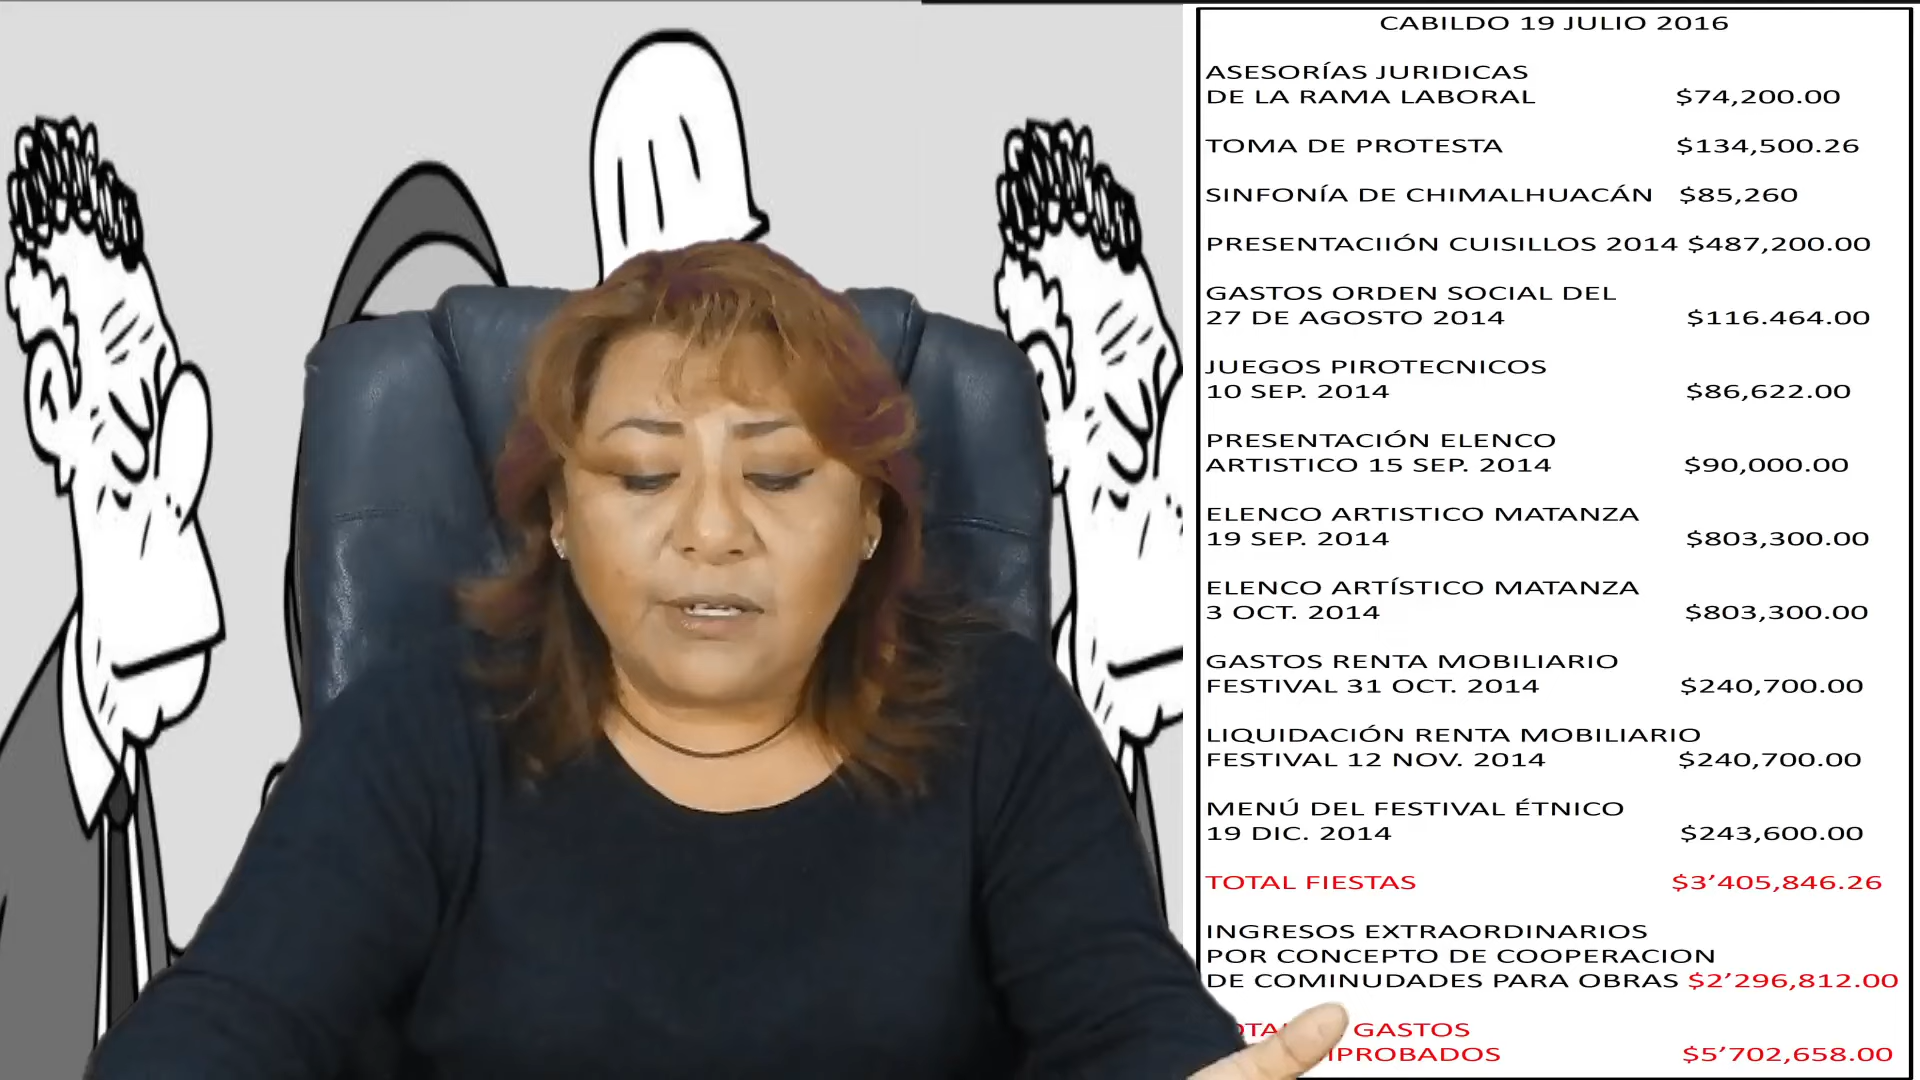 CABILDO 19 JULIO 2016
ASESORÍAS JURIDICAS
DE LA RAMA LABORAL $74,200.00
TOMA DE PROTESTA $134,500.26
SINFONÍA DE CHIMALHUACÁN $85,260
PRESENTACIIÓN CUISILLOS 2014 $487,200.00
GASTOS ORDEN SOCIAL DEL
27 DE AGOSTO 2014 $116.464.00
JUEGOS PIROTECNICOS
10 SEP. 2014 $86,622.00
PRESENTACIÓN ELENCO
ARTISTICO 15 SEP. 2014 $90,000.00
ELENCO ARTISTICO MATANZA
19 SEP. 2014 $803,300.00
ELENCO ARTÍSTICO MATANZA
3 OCT. 2014 $803,300.00
GASTOS RENTA MOBILIARIO
FESTIVAL 31 OCT. 2014 $240,700.00
LIQUIDACIÓN RENTA MOBILIARIO
FESTIVAL 12 NOV. 2014 $240,700.00
MENÚ DEL FESTIVAL ÉTNICO
19 DIC. 2014 $243,600.00
TOTAL FIESTAS $3’405,846.26
INGRESOS EXTRAORDINARIOS
POR CONCEPTO DE COOPERACION
DE COMINUDADES PARA OBRAS $2’296,812.00
GASTOS
$5’702,658.00